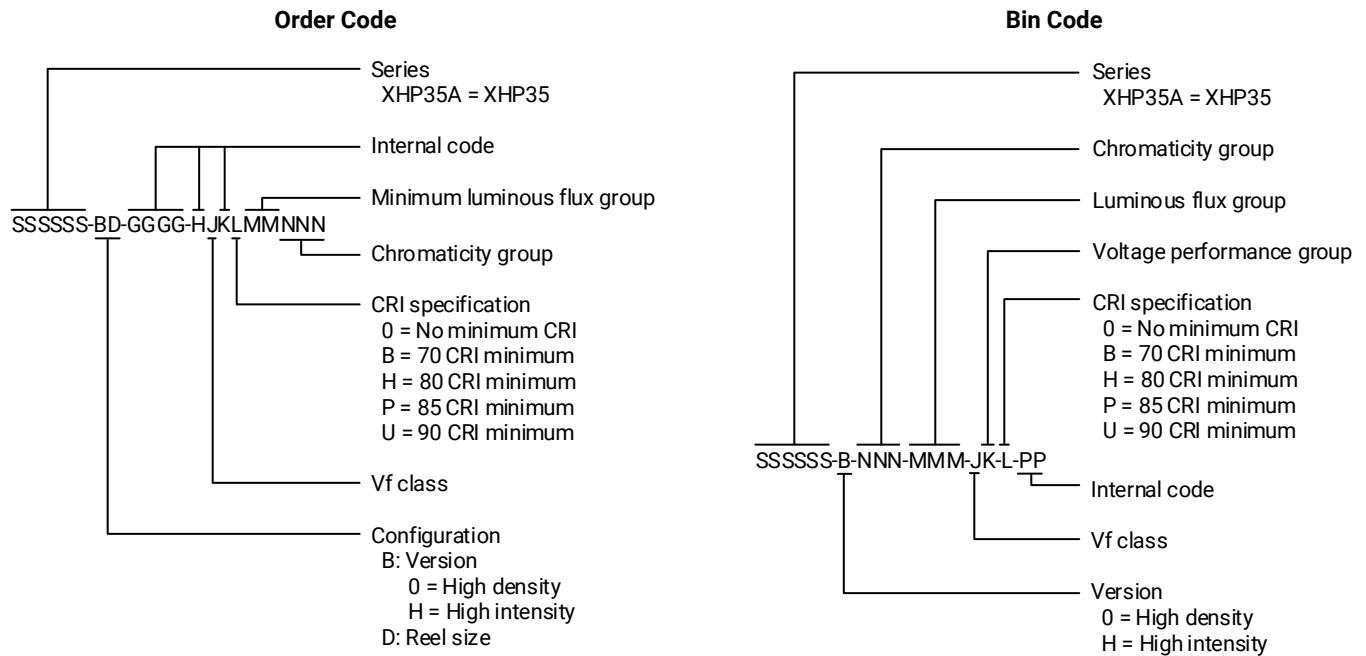 Order Code
Series
XHP35A = XHP35
Internal code
Minimum luminous flux group
SSSSSS-BD-GGGG-HJKLMMNNN
Chromaticity group
CRI specification
0 = No minimum CRI
B = 70 CRI minimum
H = 80 CRI minimum
P = 85 CRI minimum
U = 90 CRI minimum
Vf class
Configuration
B: Version
0 = High density
H = High intensity
D: Reel size
Bin Code
Series
XHP35A = XHP35
Chromaticity group
Luminous flux group
Voltage performance group
CRI specification
0 = No minimum CRI
B = 70 CRI minimum
H = 80 CRI minimum
P = 85 CRI minimum
U = 90 CRI minimum
SSSSSS-B-NNN-MMM-JK-L-PP
Internal code
Vf class
Version
0 = High density
H = High intensity